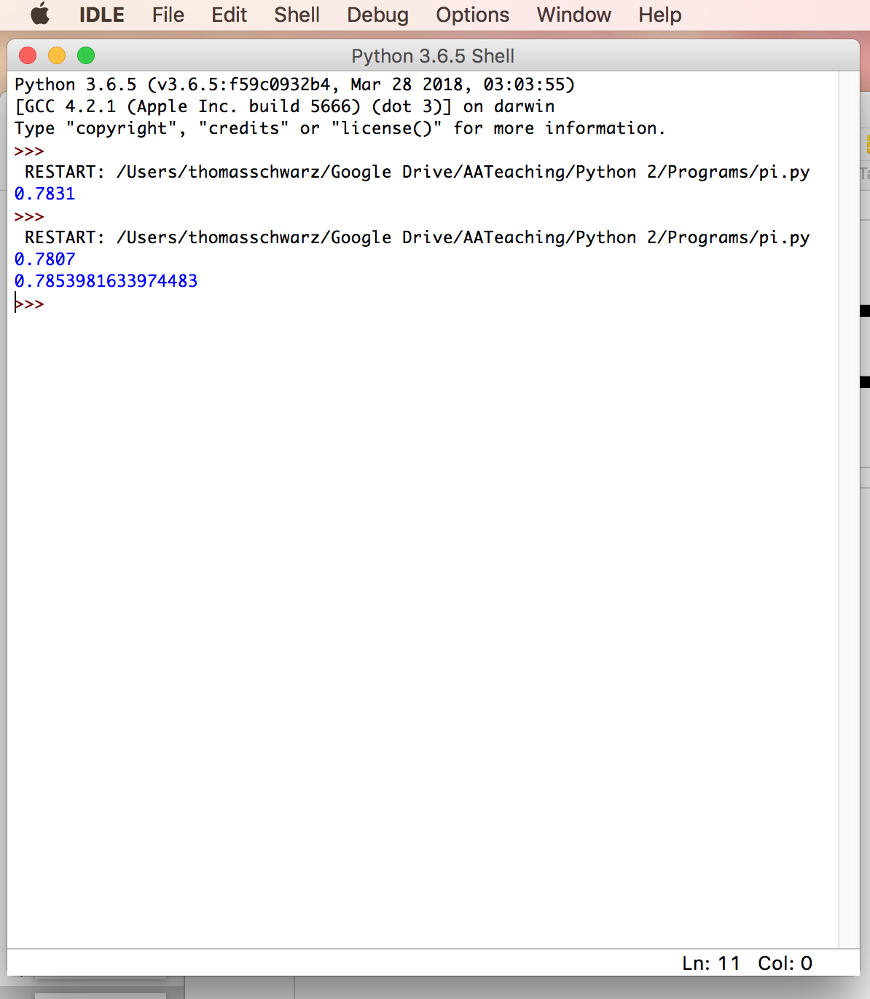 IDLE File Edit Shell Debug Options Window Help
Python 3.6.5 Shell
Python 3.6.5 (v3.6.5:f59c0932b4, Mar 28 2018, 03:03:55)
[GCC 4.2.1 (Apple Inc. build 5666) (dot 3)] on darwin
Type "copyright", "credits" or "license()" for more information.
>>>
RESTART: /Users/thomasschwarz/Google Drive/AATeaching/Python 2/Programs/pi.py
0.7831
>>>
RESTART: /Users/thomasschwarz/Google Drive/AATeaching/Python 2/Programs/pi.py
0.7807
0.7853981633974483
>>>
Ln: 11 Col: 0